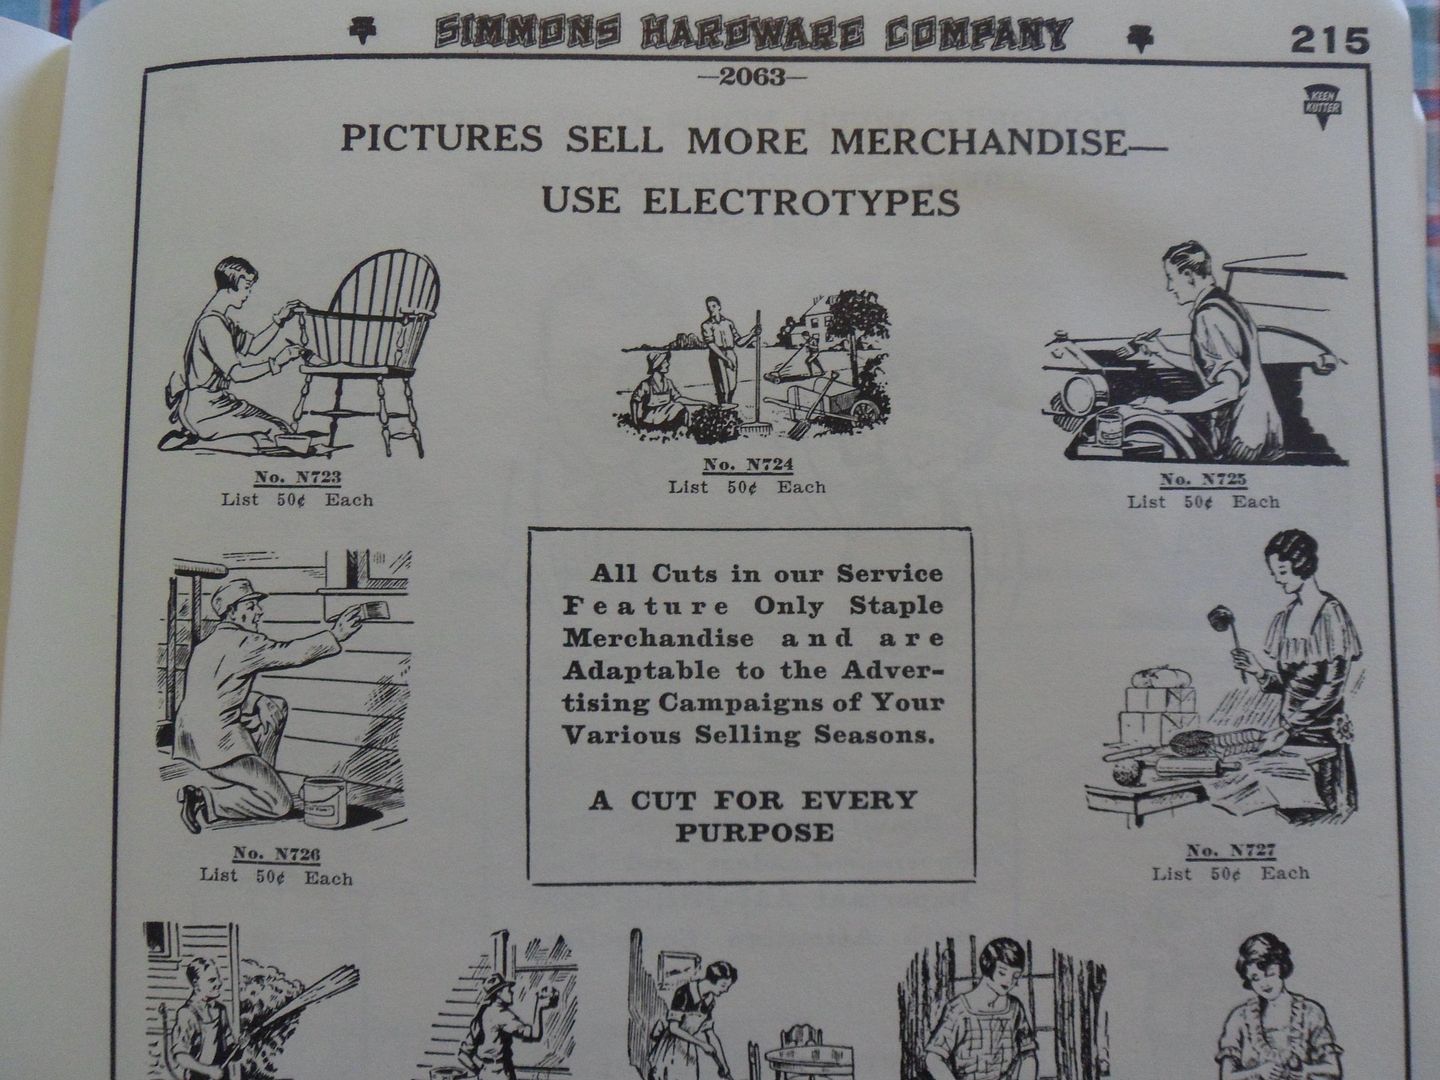 SIMMONS HARDWARE COMPANY
215
—2063—
KEEN
KUTTER
PICTURES SELL MORE MERCHANDISE—
USE ELECTROTYPES
No. N723
List 50¢ Each
No. N724
List 50¢ Each
No. N725
List 50¢ Each
All Cuts in our Service
Feature Only Staple
Merchandise and are
Adaptable to the Adver-
tising Campaigns of Your
Various Selling Seasons.
A CUT FOR EVERY
PURPOSE
No. N726
List 50¢ Each
No. N727
List 50¢ Each